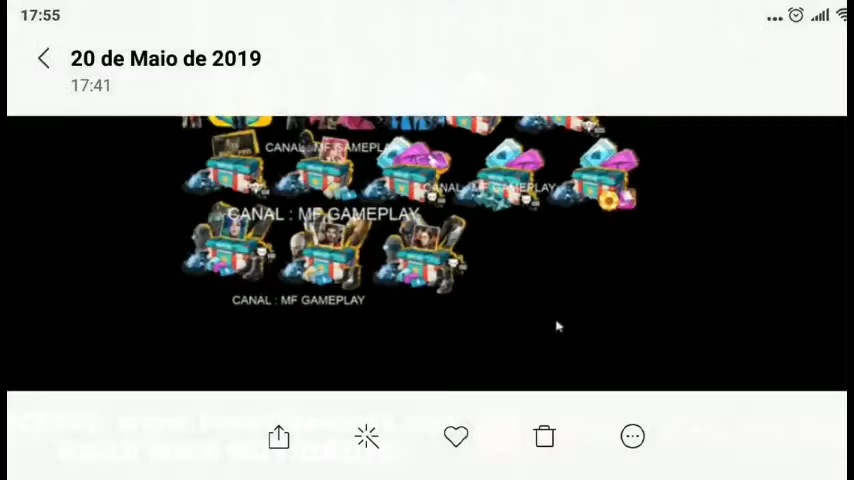 17:55
20 de Maio de 2019
17:41
CANAL : MF GAMEPLA
CANAL : MF GAMEPLAY
CANAL : MF GAMEPLAY
CANAL : MF GAMEPLAY